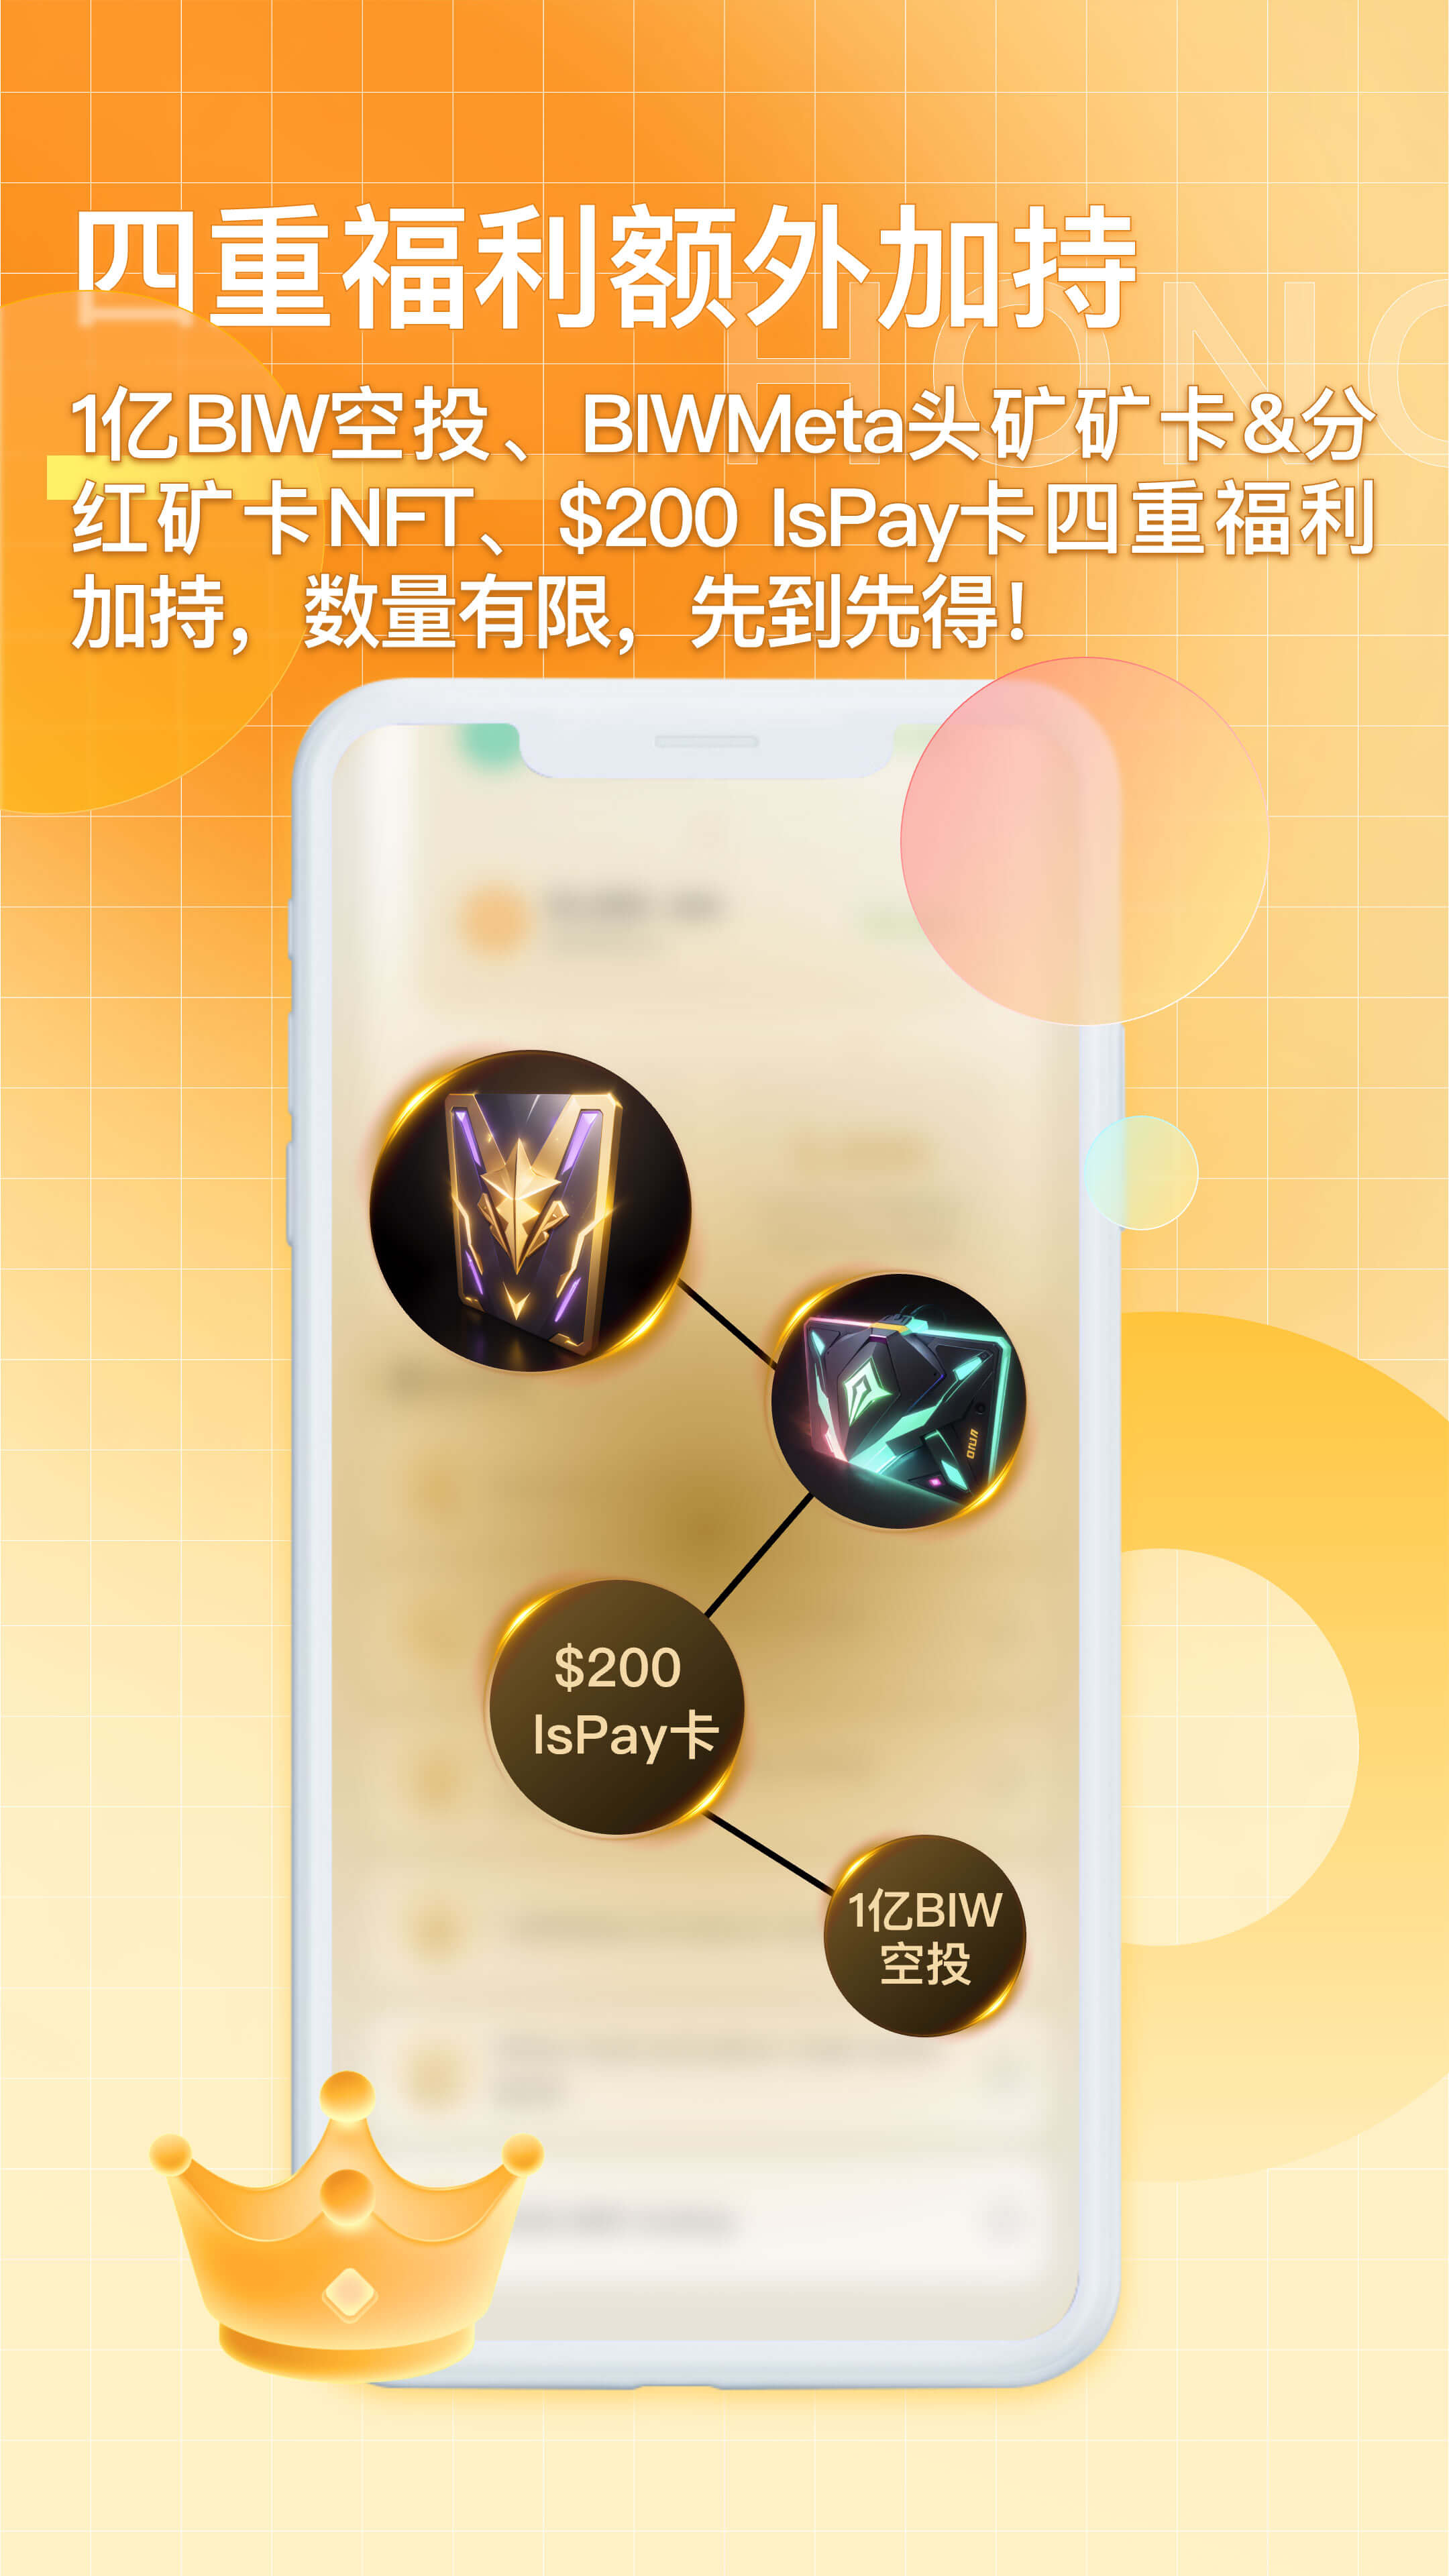 四重福利额外加持
HONO
1亿BIW空投、BIWMeta头矿矿卡&分
红矿卡NFT、$200 IsPay卡四重福利
加持，数量有限，先到先得！
$200
IsPay卡
1亿BIW
空投